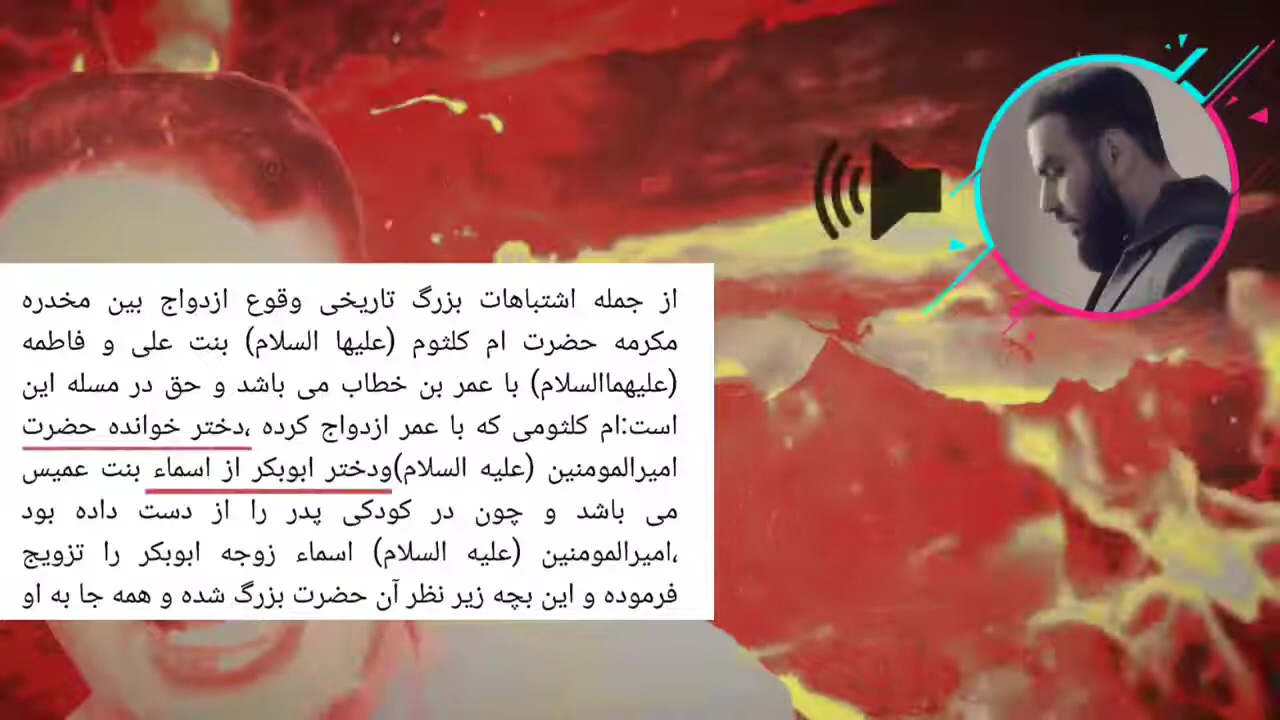 از جمله اشتباهات بزرگ تاریخی وقوع ازدواج بین مخدره
مکرمه حضرت ام کلثوم (علیها السلام) بنت علی و فاطمه
(علیهماالسلام) با عمر بن خطاب می باشد و حق در مسله این
است:ام کلثومی که با عمر ازدواج کرده ،دختر خوانده حضرت
امیرالمومنین (علیه السلام)ودختر ابوبکر از اسماء بنت عمیس
می باشد و چون در کودکی پدر را از دست داده بود
،امیرالمومنین (علیه السلام) اسماء زوجه ابوبکر را تزویج
فرموده و این بچه زیر نظر آن حضرت بزرگ شده و همه جا به او